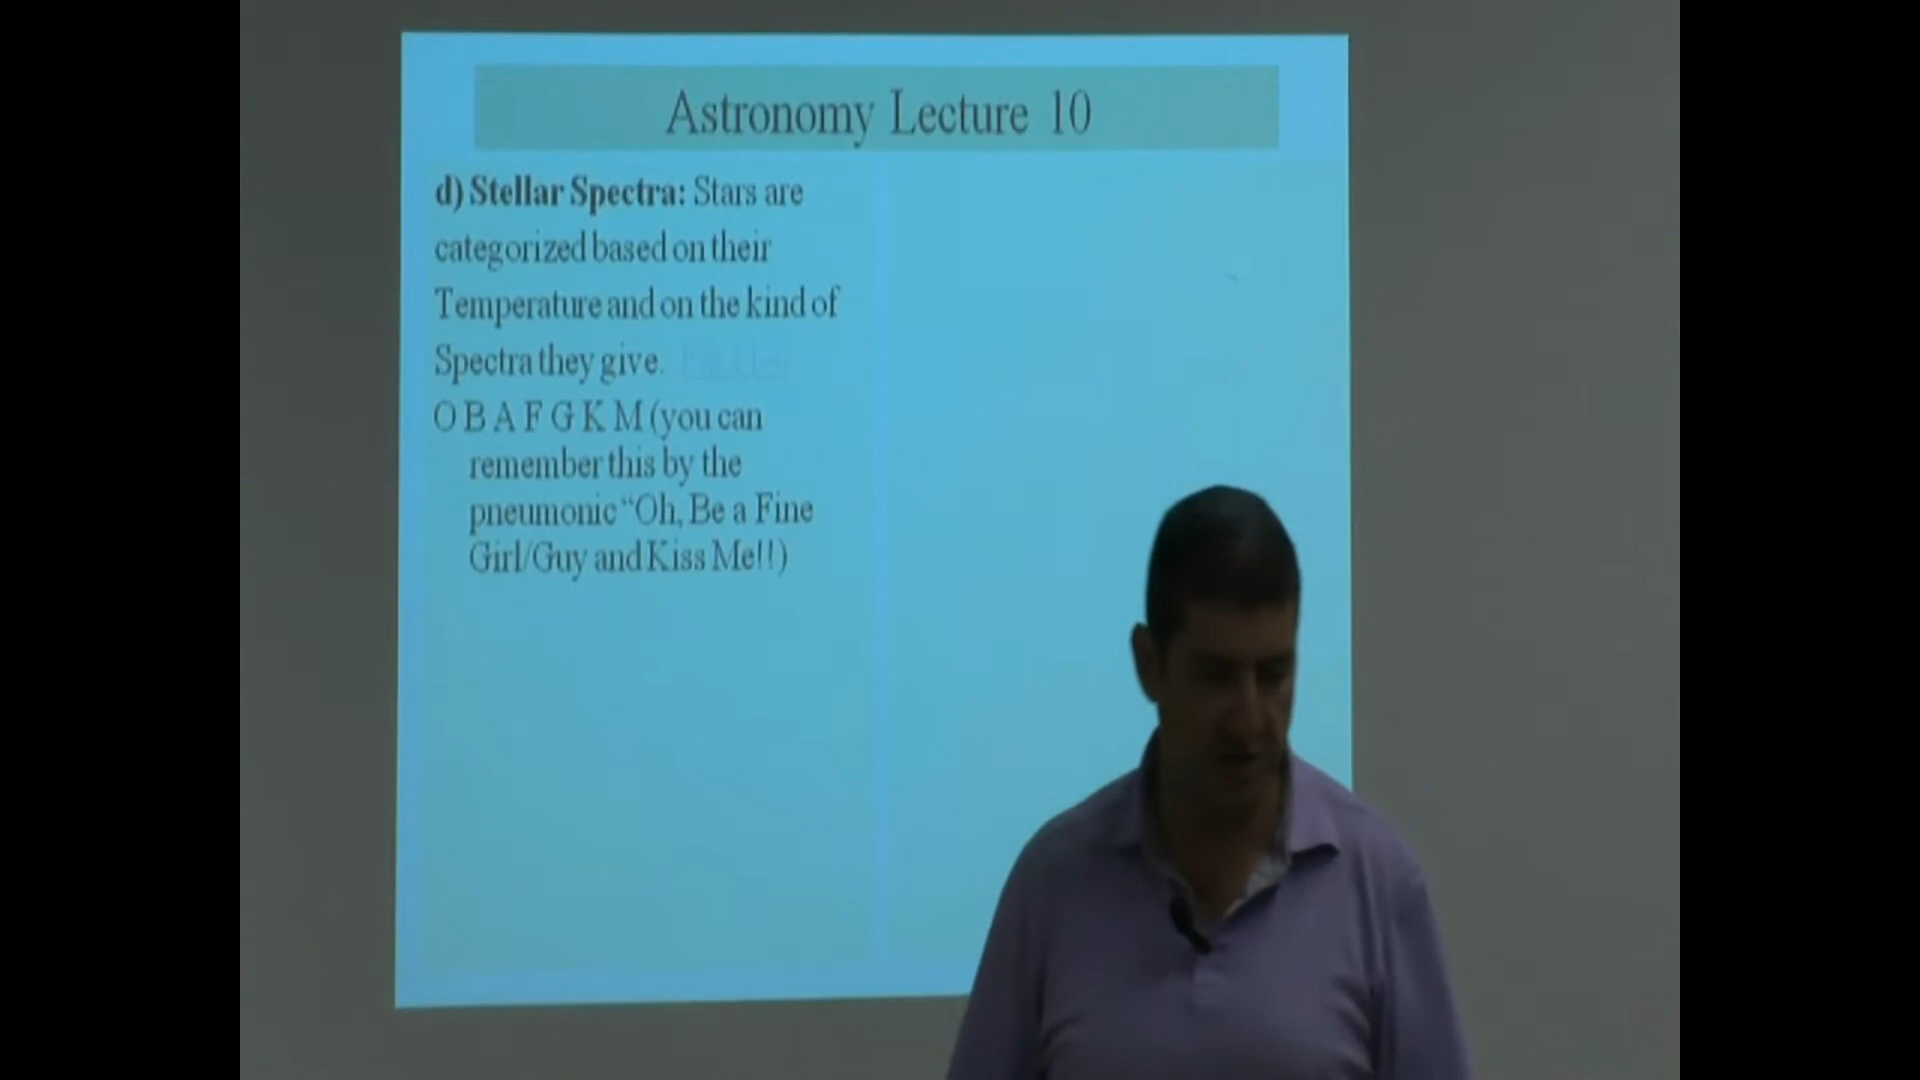 Astronomy Lecture 10
d) Stellar Spectra: Stars are
categorized based on their
Temperature and on the kind of
Spectra they give.
O B A F G K M (you can
remember this by the
pneumonic “Oh, Be a Fine
Girl/Guy and Kiss Me!!)